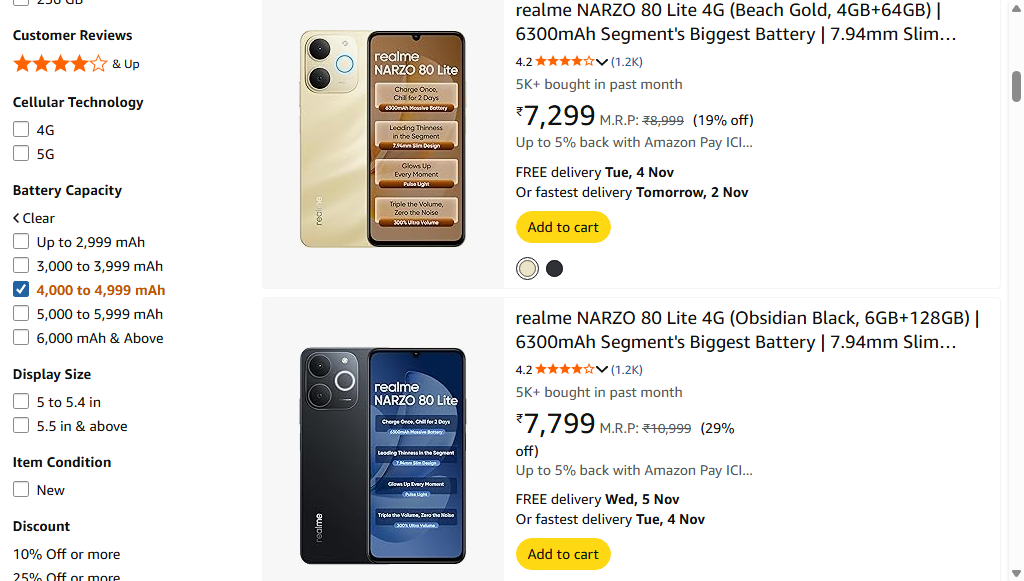 Customer Reviews
& Up
Cellular Technology
4G
5G
Battery Capacity
Clear
Up to 2,999 mAh
3,000 to 3,999 mAh
4,000 to 4,999 mAh
5,000 to 5,999 mAh
6,000 mAh & Above
Display Size
5 to 5.4 in
5.5 in & above
Item Condition
New
Discount
10% Off or more
25% Off or more
realme
NARZO 80 Lite
Charge Once,
Chill for 2 Days
6300mAh Massive Battery
Leading Thinness
in the Segment
7.94mm Slim Design
Glows Up
Every Moment
Pulse Light
Triple the Volume,
Zero the Noise
300% Ultra Volume
realme
realme NARZO 80 Lite 4G (Beach Gold, 4GB+64GB) |
6300mAh Segment's Biggest Battery | 7.94mm Slim…
4.2 (1.2K)
5K+ bought in past month
₹7,299 M.R.P: ₹8,999 (19% off)
Up to 5% back with Amazon Pay ICI…
FREE delivery Tue, 4 Nov
Or fastest delivery Tomorrow, 2 Nov
Add to cart
realme
NARZO 80 Lite
Charge Once, Chill for 2 Days
6300mAh Massive Battery
Leading Thinness in the Segment
7.94mm Slim Design
Glows Up Every Moment
Pulse Light
Triple the Volume, Zero the Noise
300% Ultra Volume
realme
realme NARZO 80 Lite 4G (Obsidian Black, 6GB+128GB) |
6300mAh Segment's Biggest Battery | 7.94mm Slim…
4.2 (1.2K)
5K+ bought in past month
₹7,799 M.R.P: ₹10,999 (29%
off)
Up to 5% back with Amazon Pay ICI…
FREE delivery Wed, 5 Nov
Or fastest delivery Tue, 4 Nov
Add to cart